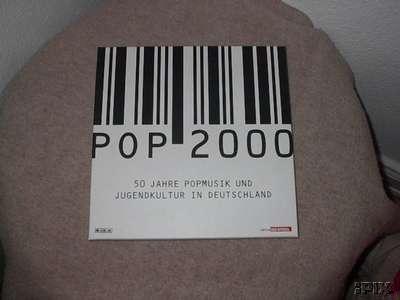 POP 2000
50 JAHRE POPMUSIK UND
JUGENDKULTUR IN DEUTSCHLAND